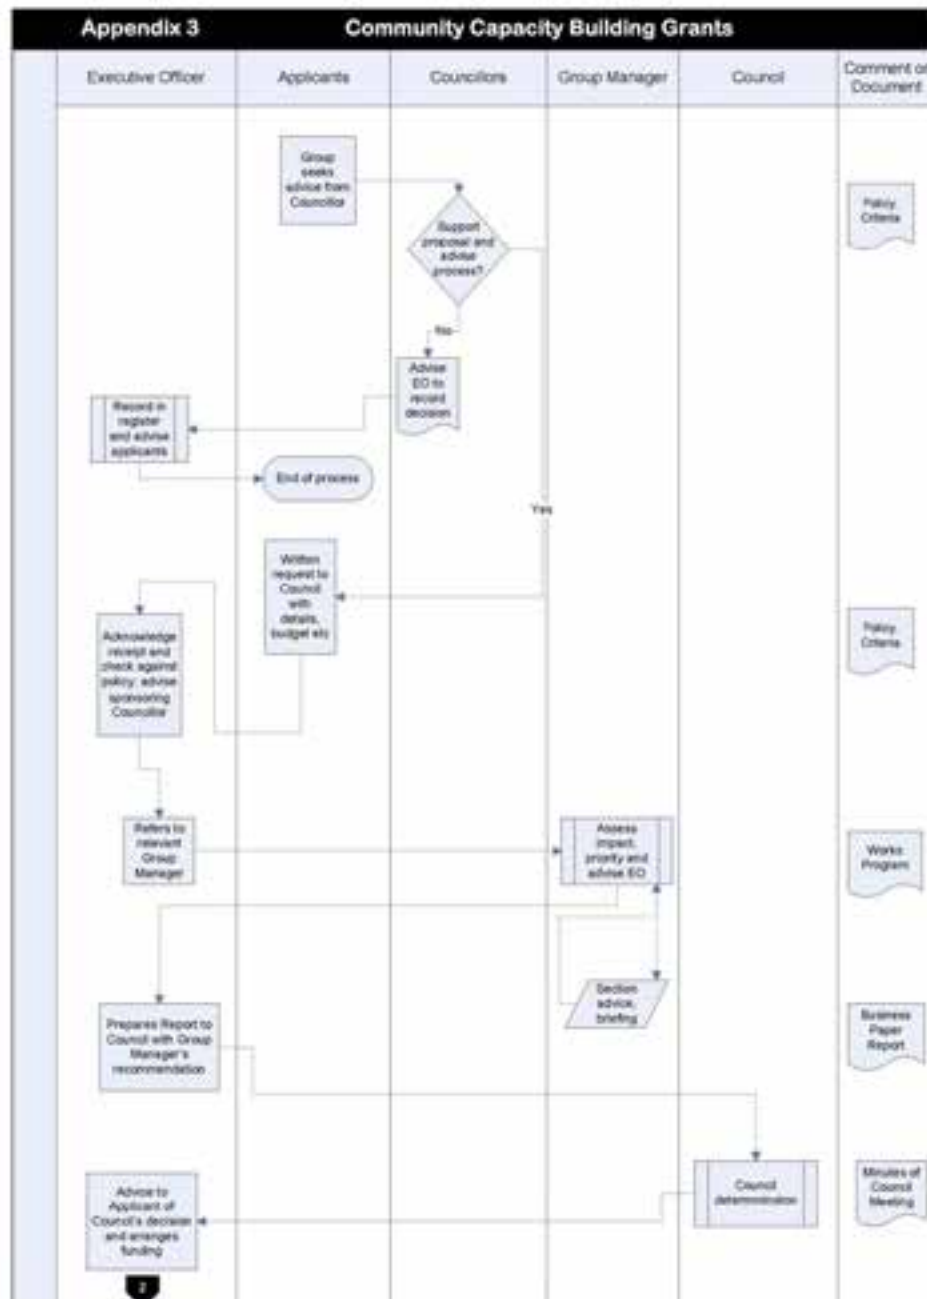 Appendix 3
Community Capacity Building Grants
Executive Officer
Applicants
Councillors
Group Manager
Council
Comment or
Document
Group
seeks
advice from
Councillor
Support
proposal and
advise
process?
Policy,
Criteria
No
Advise
EO to
record
decision
Record in
register
and advise
applicants
End of process
Yes
Written
request to
Council
with
details,
budget etc
Acknowledge
receipt and
check against
policy; advise
sponsoring
Councillor
Policy,
Criteria
Refers to
relevant
Group
Manager
Assess
impact,
priority and
advise EO
Works
Program
Section
advice,
briefing
Prepares Report to
Council with Group
Manager's
recommendation
Business
Paper
Report
Council
determination
Minutes of
Council
Meeting
Advise to
Applicant of
Council's decision
and arranges
funding
2